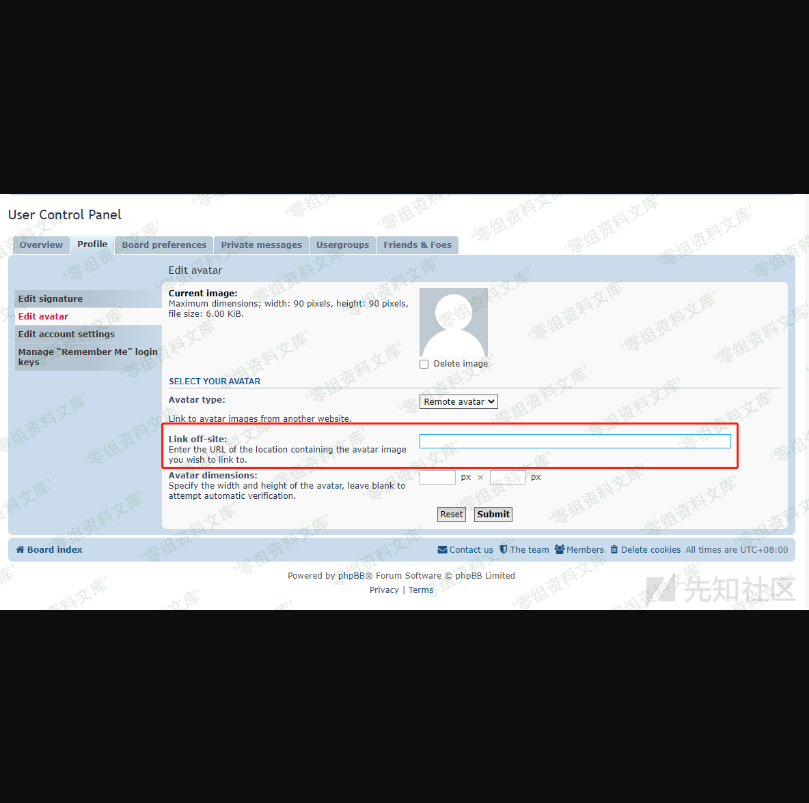 User Control Panel
Overview
Profile
Board preferences
Private messages
Usergroups
Friends & Foes
Edit avatar
Edit signature
Edit avatar
Edit account settings
Manage “Remember Me” login
keys
Current image:
Maximum dimensions; width: 90 pixels, height: 90 pixels,
file size: 6.00 KiB.
Delete image
SELECT YOUR AVATAR
Avatar type:
Remote avatar
Link to avatar images from another website.
Link off-site:
Enter the URL of the location containing the avatar image
you wish to link to.
Avatar dimensions:
Specify the width and height of the avatar, leave blank to
attempt automatic verification.
px × px
Reset Submit
Board index
Contact us The team Members Delete cookies All times are UTC+08:00
Powered by phpBB® Forum Software © phpBB Limited
Privacy | Terms
先知社区
'零组资料文库'